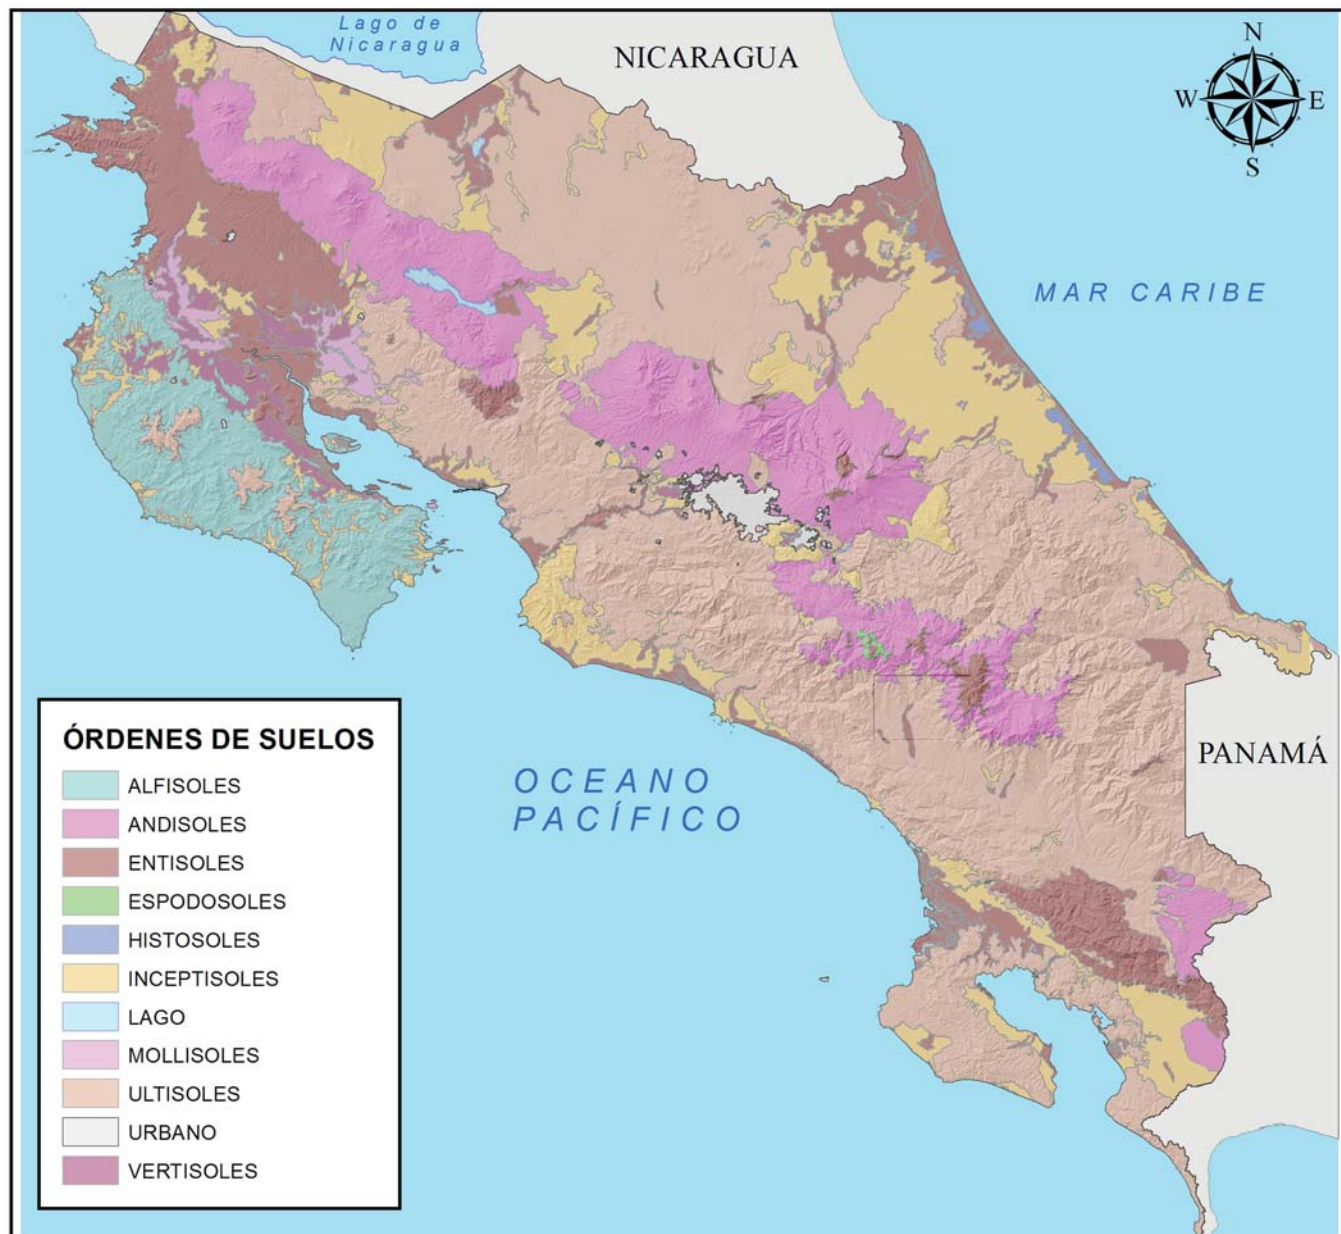 Lago de
Nicaragua
NICARAGUA
N
W
E
S
MAR CARIBE
ÓRDENES DE SUELOS
ALFISOLES
ANDISOLES
ENTISOLES
ESPODOSOLES
HISTOSOLES
INCEPTISOLES
LAGO
MOLLISOLES
ULTISOLES
URBANO
VERTISOLES
OCEANO
PACÍFICO
PANAMÁ